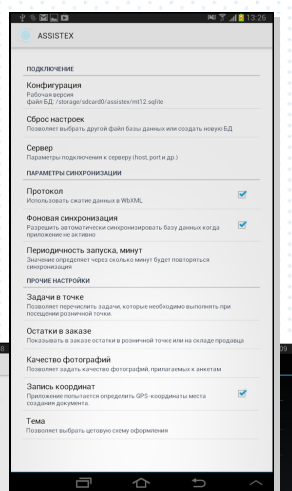 13:26
ASSISTEX
ПОДКЛЮЧЕНИЕ
Конфигурация
Рабочая версия
файл БД: /storage/sdcard0/assistex/mt12.sqlite
Сброс настроек
Позволяет выбрать другой файл базы данных или создать новую БД
Сервер
Параметры подключения к серверу (host, port и др.)
ПАРАМЕТРЫ СИНХРОНИЗАЦИИ
Протокол
Использовать сжатие данных в WbXML
Фоновая синхронизация
Разрешить автоматически синхронизировать базу данных когда
приложение не активно
Периодичность запуска, минут
Значение определяет через сколько минут будет повторяться
синхронизация
ПРОЧИЕ НАСТРОЙКИ
Задачи в точке
Позволяет перечислить задачи, которые необходимо выполнять при
посещении розничной точки.
Остатки в заказе
Показывать в заказе остатки в розничной точке или на складе продавца
Качество фотографий
Позволяет задать качество фотографий, прилагаемых к анкетам
Запись координат
Приложение попытается определить GPS-координаты места
создания документа.
Тема
Позволяет выбрать цветовую схему оформления